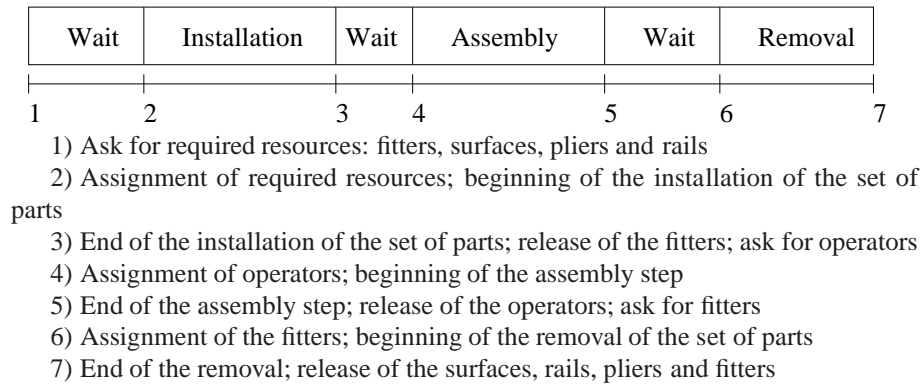 Wait Installation Wait Assembly Wait Removal
1 2 3 4 5 6 7
1) Ask for required resources: fitters, surfaces, pliers and rails
2) Assignment of required resources; beginning of the installation of the set of
parts
3) End of the installation of the set of parts; release of the fitters; ask for operators
4) Assignment of operators; beginning of the assembly step
5) End of the assembly step; release of the operators; ask for fitters
6) Assignment of the fitters; beginning of the removal of the set of parts
7) End of the removal; release of the surfaces, rails, pliers and fitters